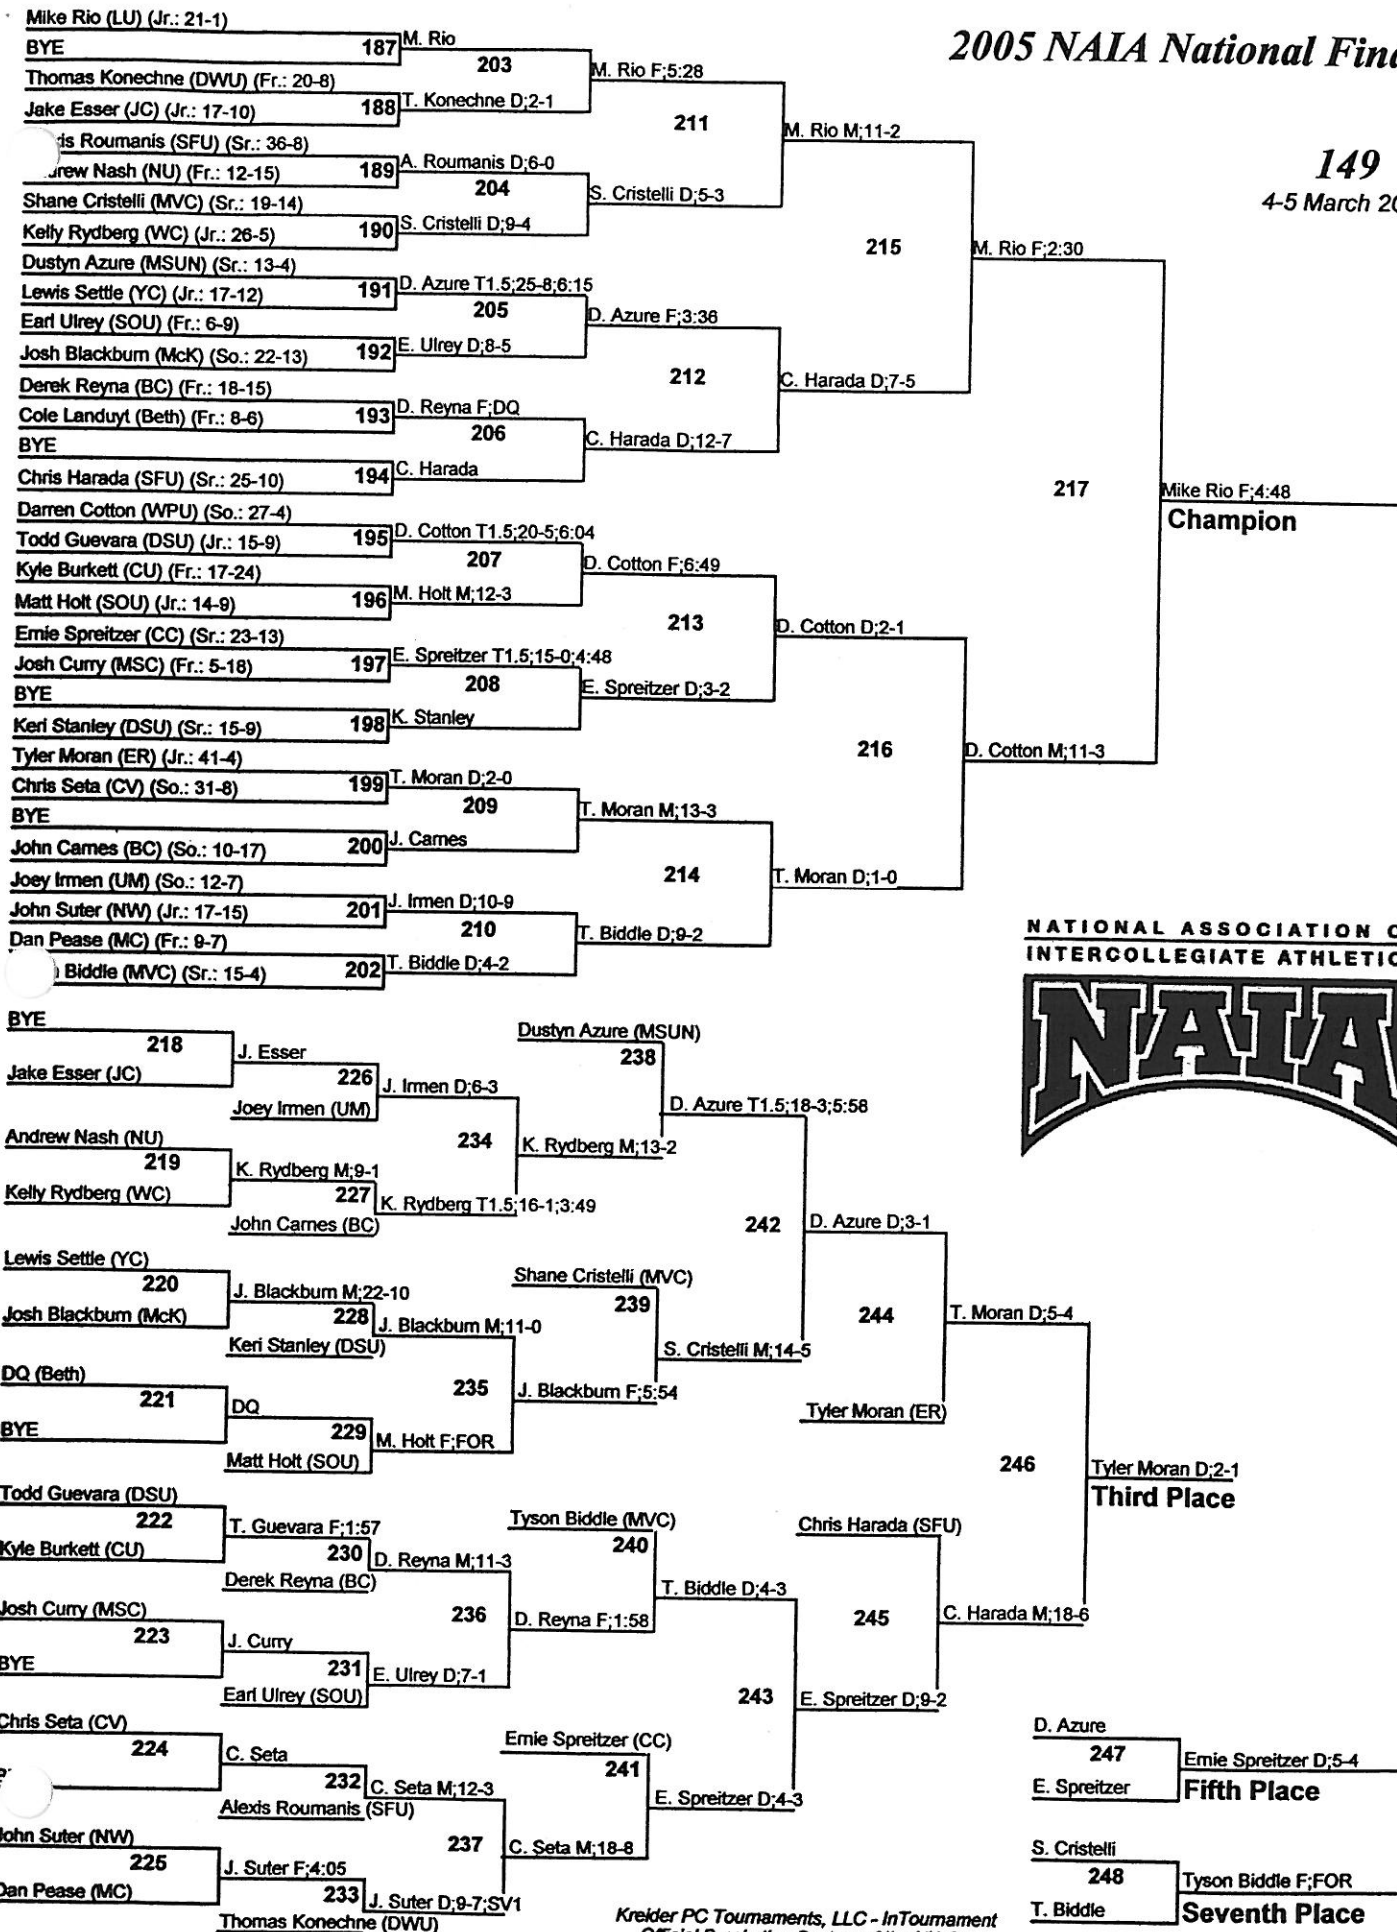 Mike Rio (LU) (Jr.: 21-1)
BYE
187
M. Rio
203
Thomas Konechne (DWU) (Fr.: 20-8)
Jake Esser (JC) (Jr.: 17-10)
188
T. Konechne D;2-1
M. Rio F;5:28
211
is Roumanis (SFU) (Sr.: 36-8)
rew Nash (NU) (Fr.: 12-15)
189
A. Roumanis D;6-0
204
Shane Cristelli (MVC) (Sr.: 19-14)
Kelly Rydberg (WC) (Jr.: 26-5)
190
S. Cristelli D;9-4
S. Cristelli D;5-3
M. Rio M;11-2
215
Dustyn Azure (MSUN) (Sr.: 13-4)
Lewis Settle (YC) (Jr.: 17-12)
191
D. Azure T1.5;25-8;6:15
205
Earl Ulrey (SOU) (Fr.: 6-9)
Josh Blackburn (McK) (So.: 22-13)
192
E. Ulrey D;8-5
D. Azure F;3:36
212
Derek Reyna (BC) (Fr.: 18-15)
Cole Landuyt (Beth) (Fr.: 8-6)
193
D. Reyna F;DQ
206
BYE
Chris Harada (SFU) (Sr.: 25-10)
194
C. Harada
C. Harada D;12-7
C. Harada D;7-5
M. Rio F;2:30
217
Darren Cotton (WPU) (So.: 27-4)
Todd Guevara (DSU) (Jr.: 15-9)
195
D. Cotton T1.5;20-5;6:04
207
Kyle Burkett (CU) (Fr.: 17-24)
Matt Holt (SOU) (Jr.: 14-9)
196
M. Holt M;12-3
D. Cotton F;6:49
213
Ernie Spreitzer (CC) (Sr.: 23-13)
Josh Curry (MSC) (Fr.: 5-18)
197
E. Spreitzer T1.5;15-0;4:48
208
BYE
Keri Stanley (DSU) (Sr.: 15-9)
198
K. Stanley
E. Spreitzer D;3-2
D. Cotton D;2-1
216
Tyler Moran (ER) (Jr.: 41-4)
Chris Seta (CV) (So.: 31-8)
199
T. Moran D;2-0
209
BYE
John Carnes (BC) (So.: 10-17)
200
J. Carnes
T. Moran M;13-3
214
Joey Irmen (UM) (So.: 12-7)
John Suter (NW) (Jr.: 17-15)
201
J. Irmen D;10-9
210
Dan Pease (MC) (Fr.: 9-7)
Biddle (MVC) (Sr.: 15-4)
202
T. Biddle D;4-2
T. Biddle D;9-2
T. Moran D;1-0
D. Cotton M;11-3
Mike Rio F;4:48
Champion
2005 NAIA National Fin
149
4-5 March 20
NATIONAL ASSOCIATION
INTERCOLLEGIATE ATHLETIC
NAIA
BYE
218
Jake Esser (JC)
J. Esser
226
Joey Irmen (UM)
J. Irmen D;6-3
234
Andrew Nash (NU)
219
Kelly Rydberg (WC)
K. Rydberg M;9-1
227
John Carnes (BC)
K. Rydberg T1.5;16-1;3:49
Dustyn Azure (MSUN)
238
K. Rydberg M;13-2
D. Azure T1.5;18-3;5:58
242
Lewis Settle (YC)
220
Josh Blackburn (McK)
J. Blackburn M;22-10
228
Keri Stanley (DSU)
J. Blackburn M;11-0
235
DQ (Beth)
221
BYE
DQ
229
Matt Holt (SOU)
M. Holt F;FOR
Shane Cristelli (MVC)
239
J. Blackburn F;5:54
S. Cristelli M;14-5
D. Azure D;3-1
244
Tyler Moran (ER)
T. Moran D;5-4
246
Todd Guevara (DSU)
222
Kyle Burkett (CU)
T. Guevara F;1:57
230
Derek Reyna (BC)
D. Reyna M;11-3
236
Josh Curry (MSC)
223
BYE
J. Curry
231
Earl Ulrey (SOU)
E. Ulrey D;7-1
Tyson Biddle (MVC)
240
D. Reyna F;1:58
T. Biddle D;4-3
243
Chris Seta (CV)
224
C. Seta
232
Alexis Roumanis (SFU)
C. Seta M;12-3
237
John Suter (NW)
225
Dan Pease (MC)
J. Suter F;4:05
233
Thomas Konechne (DWU)
J. Suter D;9-7;SV1
Ernie Spreitzer (CC)
241
C. Seta M;18-8
E. Spreitzer D;4-3
Chris Harada (SFU)
245
E. Spreitzer D;9-2
C. Harada M;18-6
Tyler Moran D;2-1
Third Place
D. Azure
247
E. Spreitzer
Ernie Spreitzer D;5-4
Fifth Place
S. Cristelli
248
T. Biddle
Tyson Biddle F;FOR
Seventh Place
Kreider PC Tournaments, LLC - InTournament